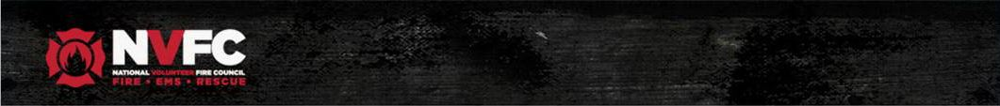 NVFC
NATIONAL VOLUNTEER FIRE COUNCIL
FIRE • EMS • RESCUE